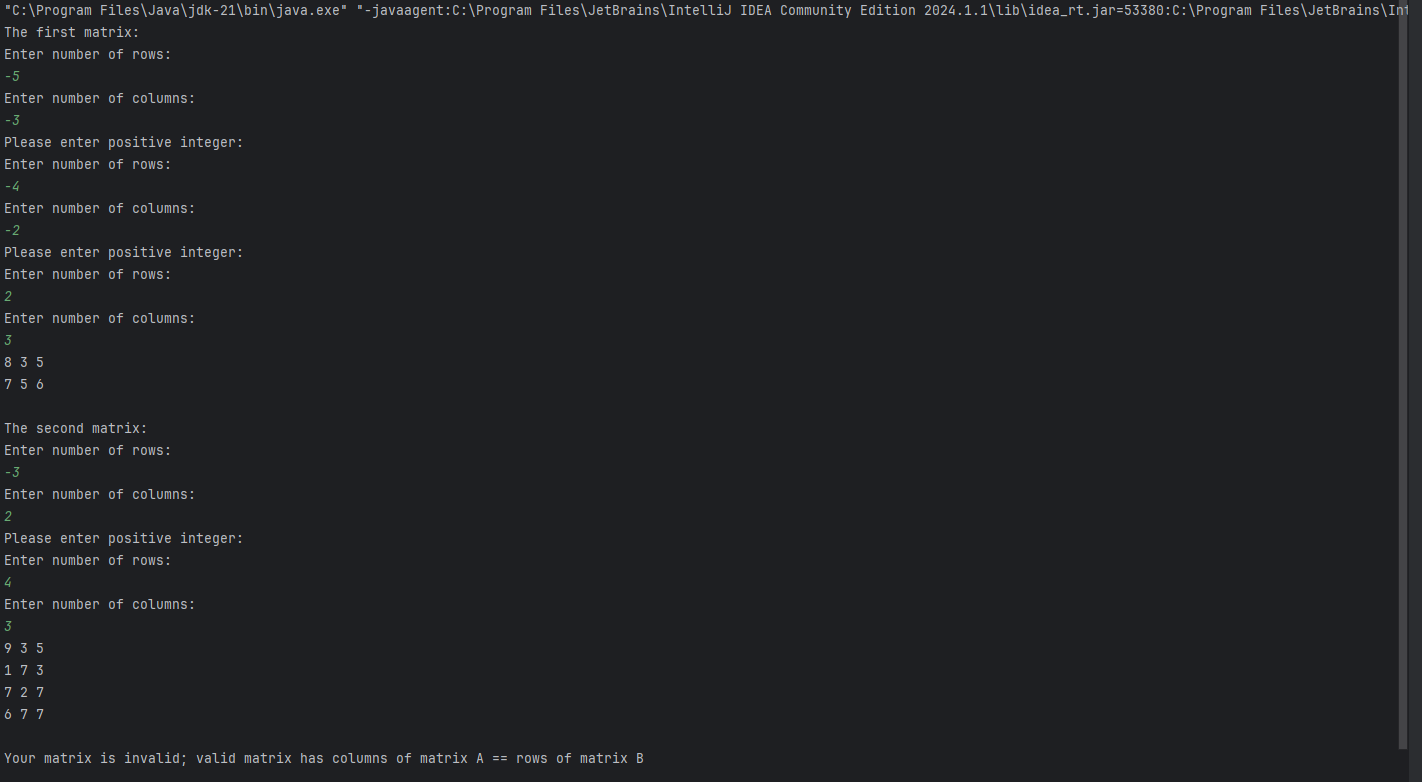 "C:\Program Files\Java\jdk-21\bin\java.exe" "-javaagent:C:\Program Files\JetBrains\IntelliJ IDEA Community Edition 2024.1.1\lib\idea_rt.jar=53380:C:\Program Files\JetBrains\Int
The first matrix:
Enter number of rows:
-5
Enter number of columns:
-3
Please enter positive integer:
Enter number of rows:
-4
Enter number of columns:
-2
Please enter positive integer:
Enter number of rows:
2
Enter number of columns:
3
8 3 5
7 5 6
The second matrix:
Enter number of rows:
-3
Enter number of columns:
2
Please enter positive integer:
Enter number of rows:
4
Enter number of columns:
3
9 3 5
1 7 3
7 2 7
6 7 7
Your matrix is invalid; valid matrix has columns of matrix A == rows of matrix B